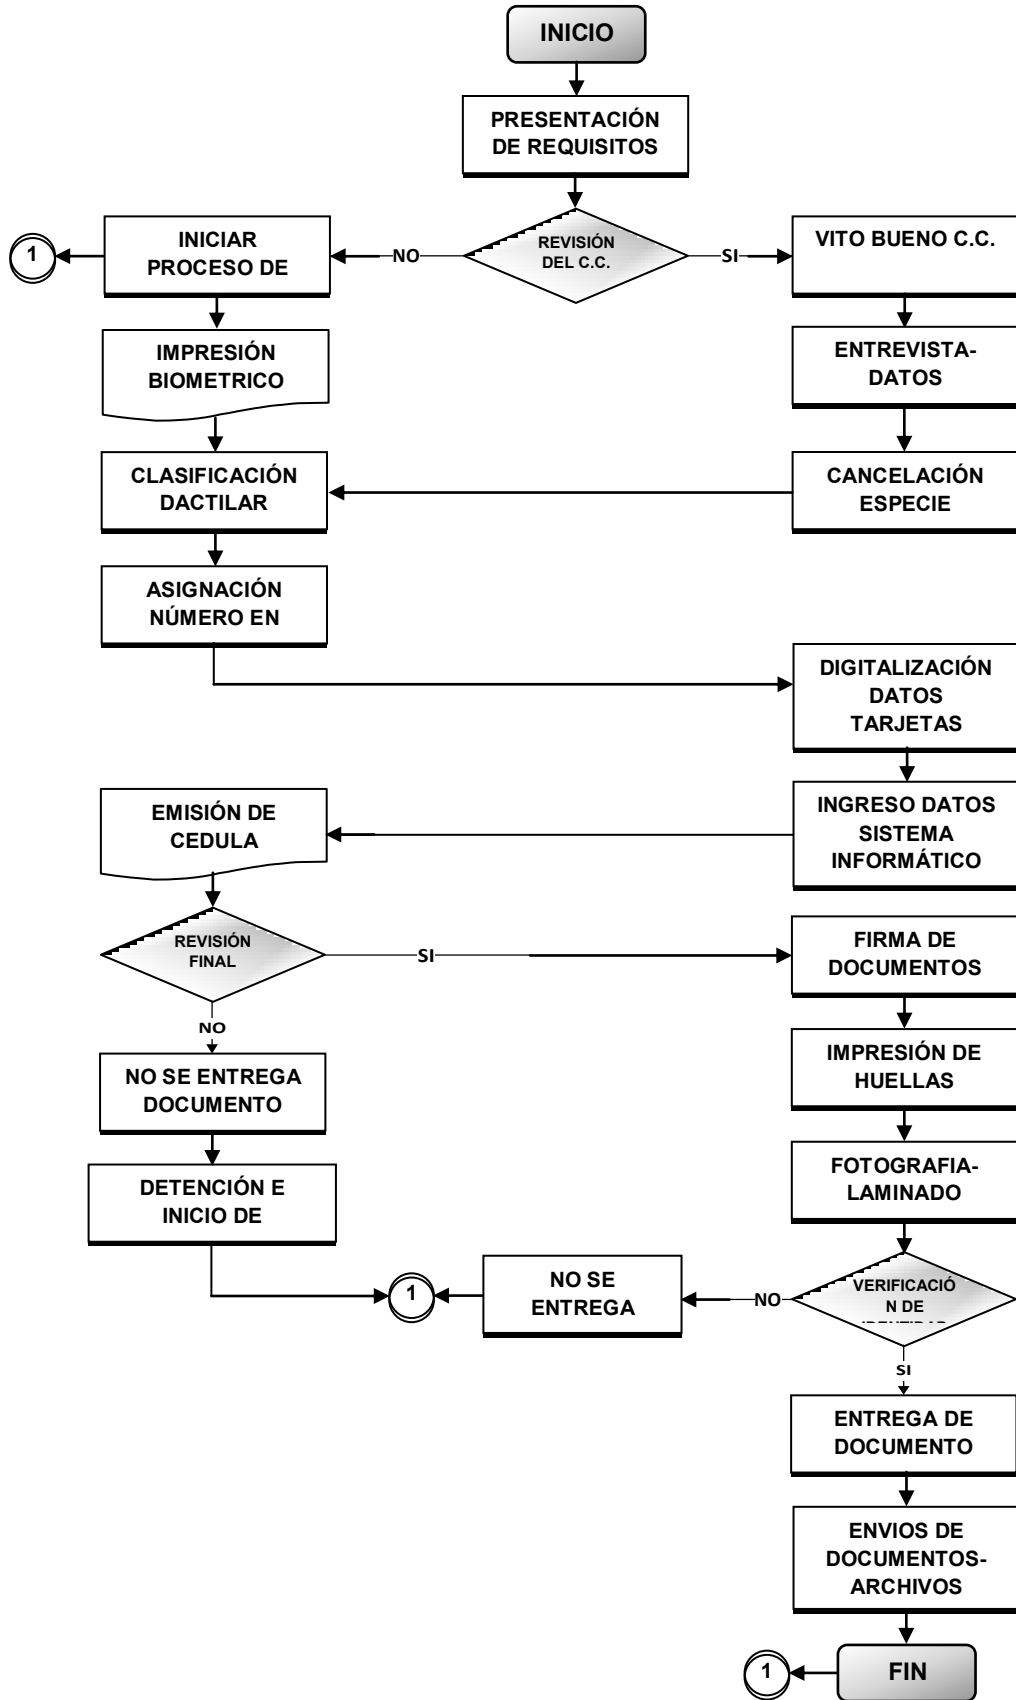 INICIO
PRESENTACIÓN
DE REQUISITOS
1
INICIAR
PROCESO DE
NO
REVISIÓN
DEL C.C.
SI
VITO BUENO C.C.
IMPRESIÓN
BIOMETRICO
ENTREVISTA-
DATOS
CLASIFICACIÓN
DACTILAR
CANCELACIÓN
ESPECIE
ASIGNACIÓN
NÚMERO EN
DIGITALIZACIÓN
DATOS
TARJETAS
EMISIÓN DE
CEDULA
INGRESO DATOS
SISTEMA
INFORMÁTICO
REVISIÓN
FINAL
SI
FIRMA DE
DOCUMENTOS
NO
NO SE ENTREGA
DOCUMENTO
IMPRESIÓN DE
HUELLAS
DETENCIÓN E
INICIO DE
FOTOGRAFIA-
LAMINADO
1
NO SE
ENTREGA
NO
VERIFICACIÓ
N DE
SI
ENTREGA DE
DOCUMENTO
ENVIOS DE
DOCUMENTOS-
ARCHIVOS
1
FIN